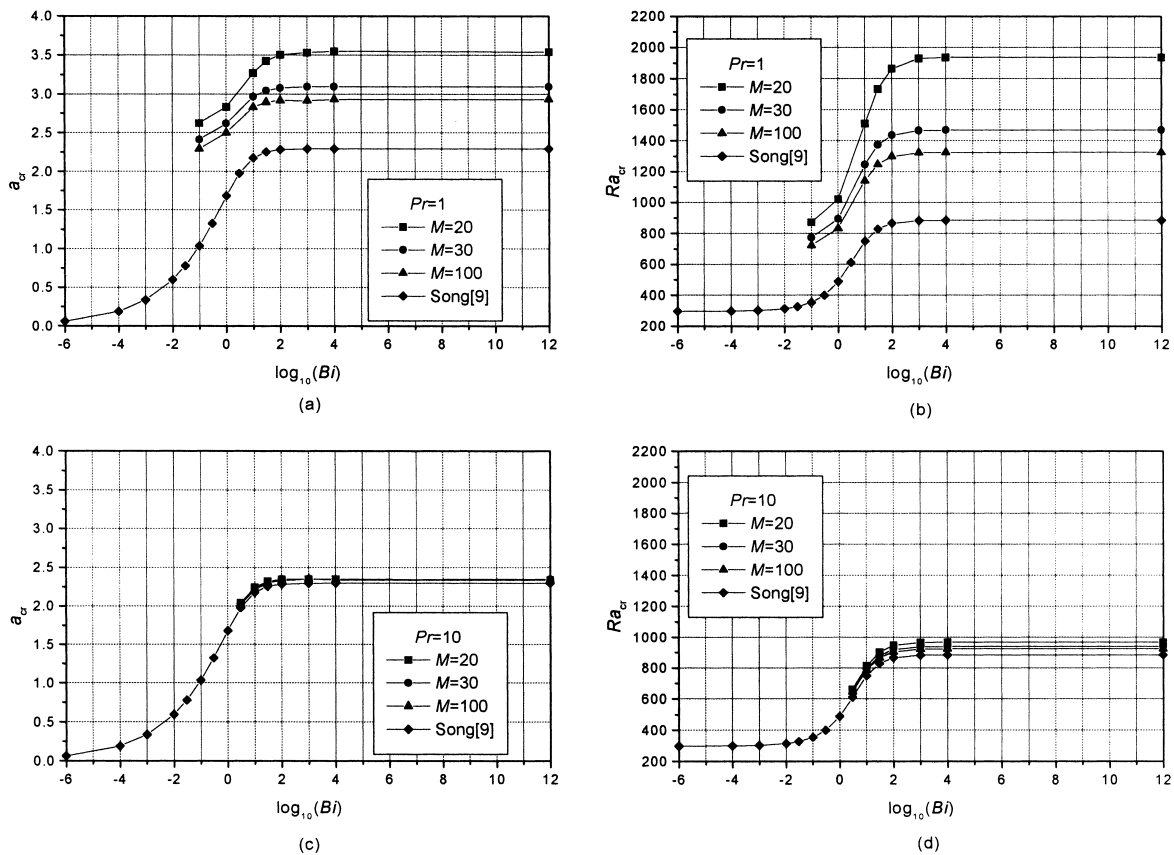 4.0
3.5
3.0
2.5
2.0
1.5
1.0
0.5
0.0
a_cr
-6 -4 -2 0 2 4 6 8 10 12
log₁₀(Bi)
Pr=1
M=20
M=30
M=100
Song[9]
(a)
2200
2000
1800
1600
1400
1200
1000
800
600
400
200
Ra_cr
-6 -4 -2 0 2 4 6 8 10 12
log₁₀(Bi)
Pr=1
M=20
M=30
M=100
Song[9]
(b)
4.0
3.5
3.0
2.5
2.0
1.5
1.0
0.5
0.0
a_cr
-6 -4 -2 0 2 4 6 8 10 12
log₁₀(Bi)
Pr=10
M=20
M=30
M=100
Song[9]
(c)
2200
2000
1800
1600
1400
1200
1000
800
600
400
200
Ra_cr
-6 -4 -2 0 2 4 6 8 10 12
log₁₀(Bi)
Pr=10
M=20
M=30
M=100
Song[9]
(d)